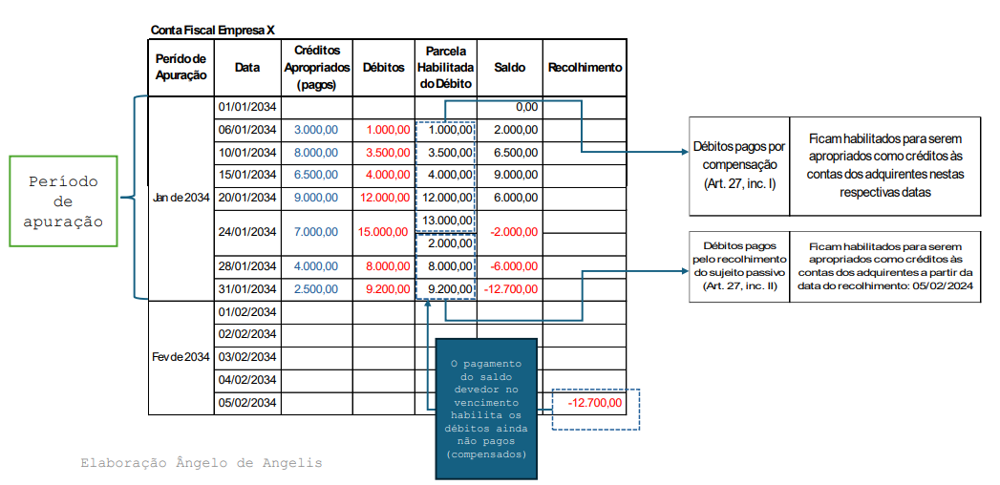 Conta Fiscal Empresa X
Períod de Apuração | Data | Créditos Apropriados (pagos) | Débitos | Parcela Habilitada do Débito | Saldo | Recolhimento
01/01/2034 0,00
06/01/2034 3.000,00 1.000,00 1.000,00 2.000,00
10/01/2034 8.000,00 3.500,00 3.500,00 6.500,00
15/01/2034 6.500,00 4.000,00 4.000,00 9.000,00
Jan de 2034 20/01/2034 9.000,00 12.000,00 12.000,00 6.000,00
13.000,00
24/01/2034 7.000,00 15.000,00 -2.000,00
2.000,00
28/01/2034 4.000,00 8.000,00 8.000,00 -6.000,00
31/01/2034 2.500,00 9.200,00 9.200,00 -12.700,00
01/02/2034
02/02/2034
Fev de 2034 03/02/2034
04/02/2034
05/02/2034 -12.700,00
Período
de
apuração
Débitos pagos por
compensação
(Art. 27, inc. I)
Ficam habilitados para serem
apropriados como créditos às
contas dos adquirentes nestas
respectivas datas
Débitos pagos
pelo recolhimento
do sujeito passivo
(Art. 27, inc. II)
Ficam habilitados para serem
apropriados como créditos às
contas dos adquirentes a partir da
data do recolhimento: 05/02/2024
O pagamento
do saldo
devedor no
vencimento
habilita os
débitos ainda
não pagos
(compensados)
Elaboração Ângelo de Angelis